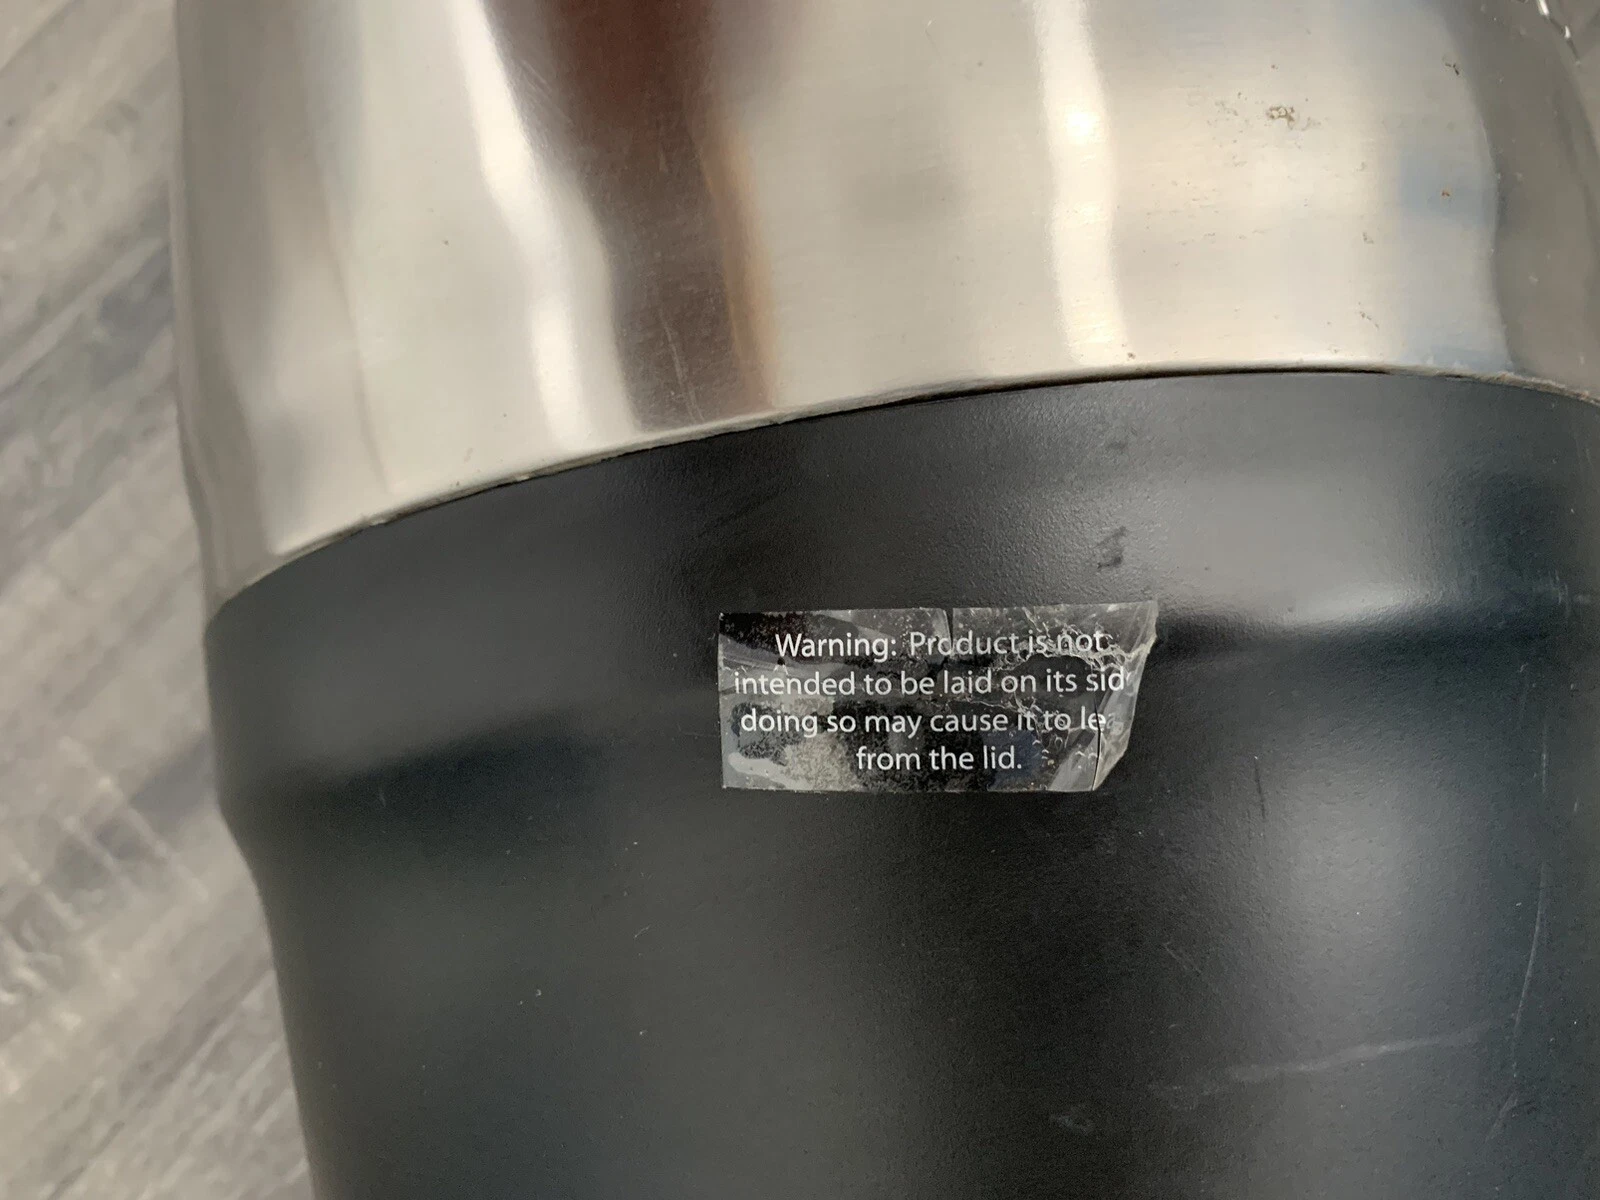 Warning: Product is not
intended to be laid on its sid
doing so may cause it to lea
from the lid.